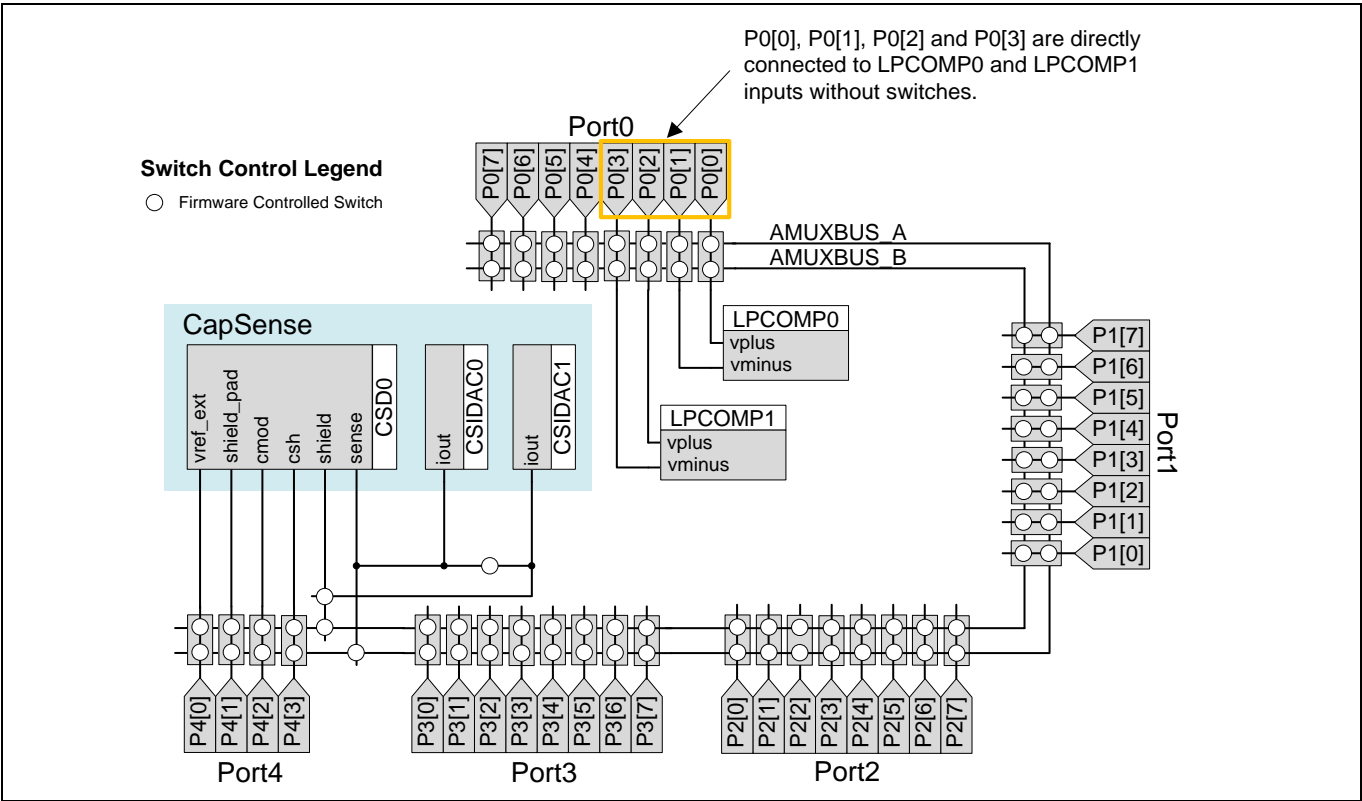 P0[0], P0[1], P0[2] and P0[3] are directly
connected to LPCOMP0 and LPCOMP1
inputs without switches.
Port0
Switch Control Legend
Firmware Controlled Switch
P0[7]
P0[6]
P0[5]
P0[4]
P0[3]
P0[2]
P0[1]
P0[0]
AMUXBUS_A
AMUXBUS_B
CapSense
vref_ext
shield_pad
cmod
csh
shield
sense
CSD0
iout
CSIDAC0
iout
CSIDAC1
LPCOMP0
vplus
vminus
LPCOMP1
vplus
vminus
P1[7]
P1[6]
P1[5]
P1[4]
P1[3]
P1[2]
P1[1]
P1[0]
Port1
P4[0]
P4[1]
P4[2]
P4[3]
Port4
P3[0]
P3[1]
P3[2]
P3[3]
P3[4]
P3[5]
P3[6]
P3[7]
Port3
P2[0]
P2[1]
P2[2]
P2[3]
P2[4]
P2[5]
P2[6]
P2[7]
Port2